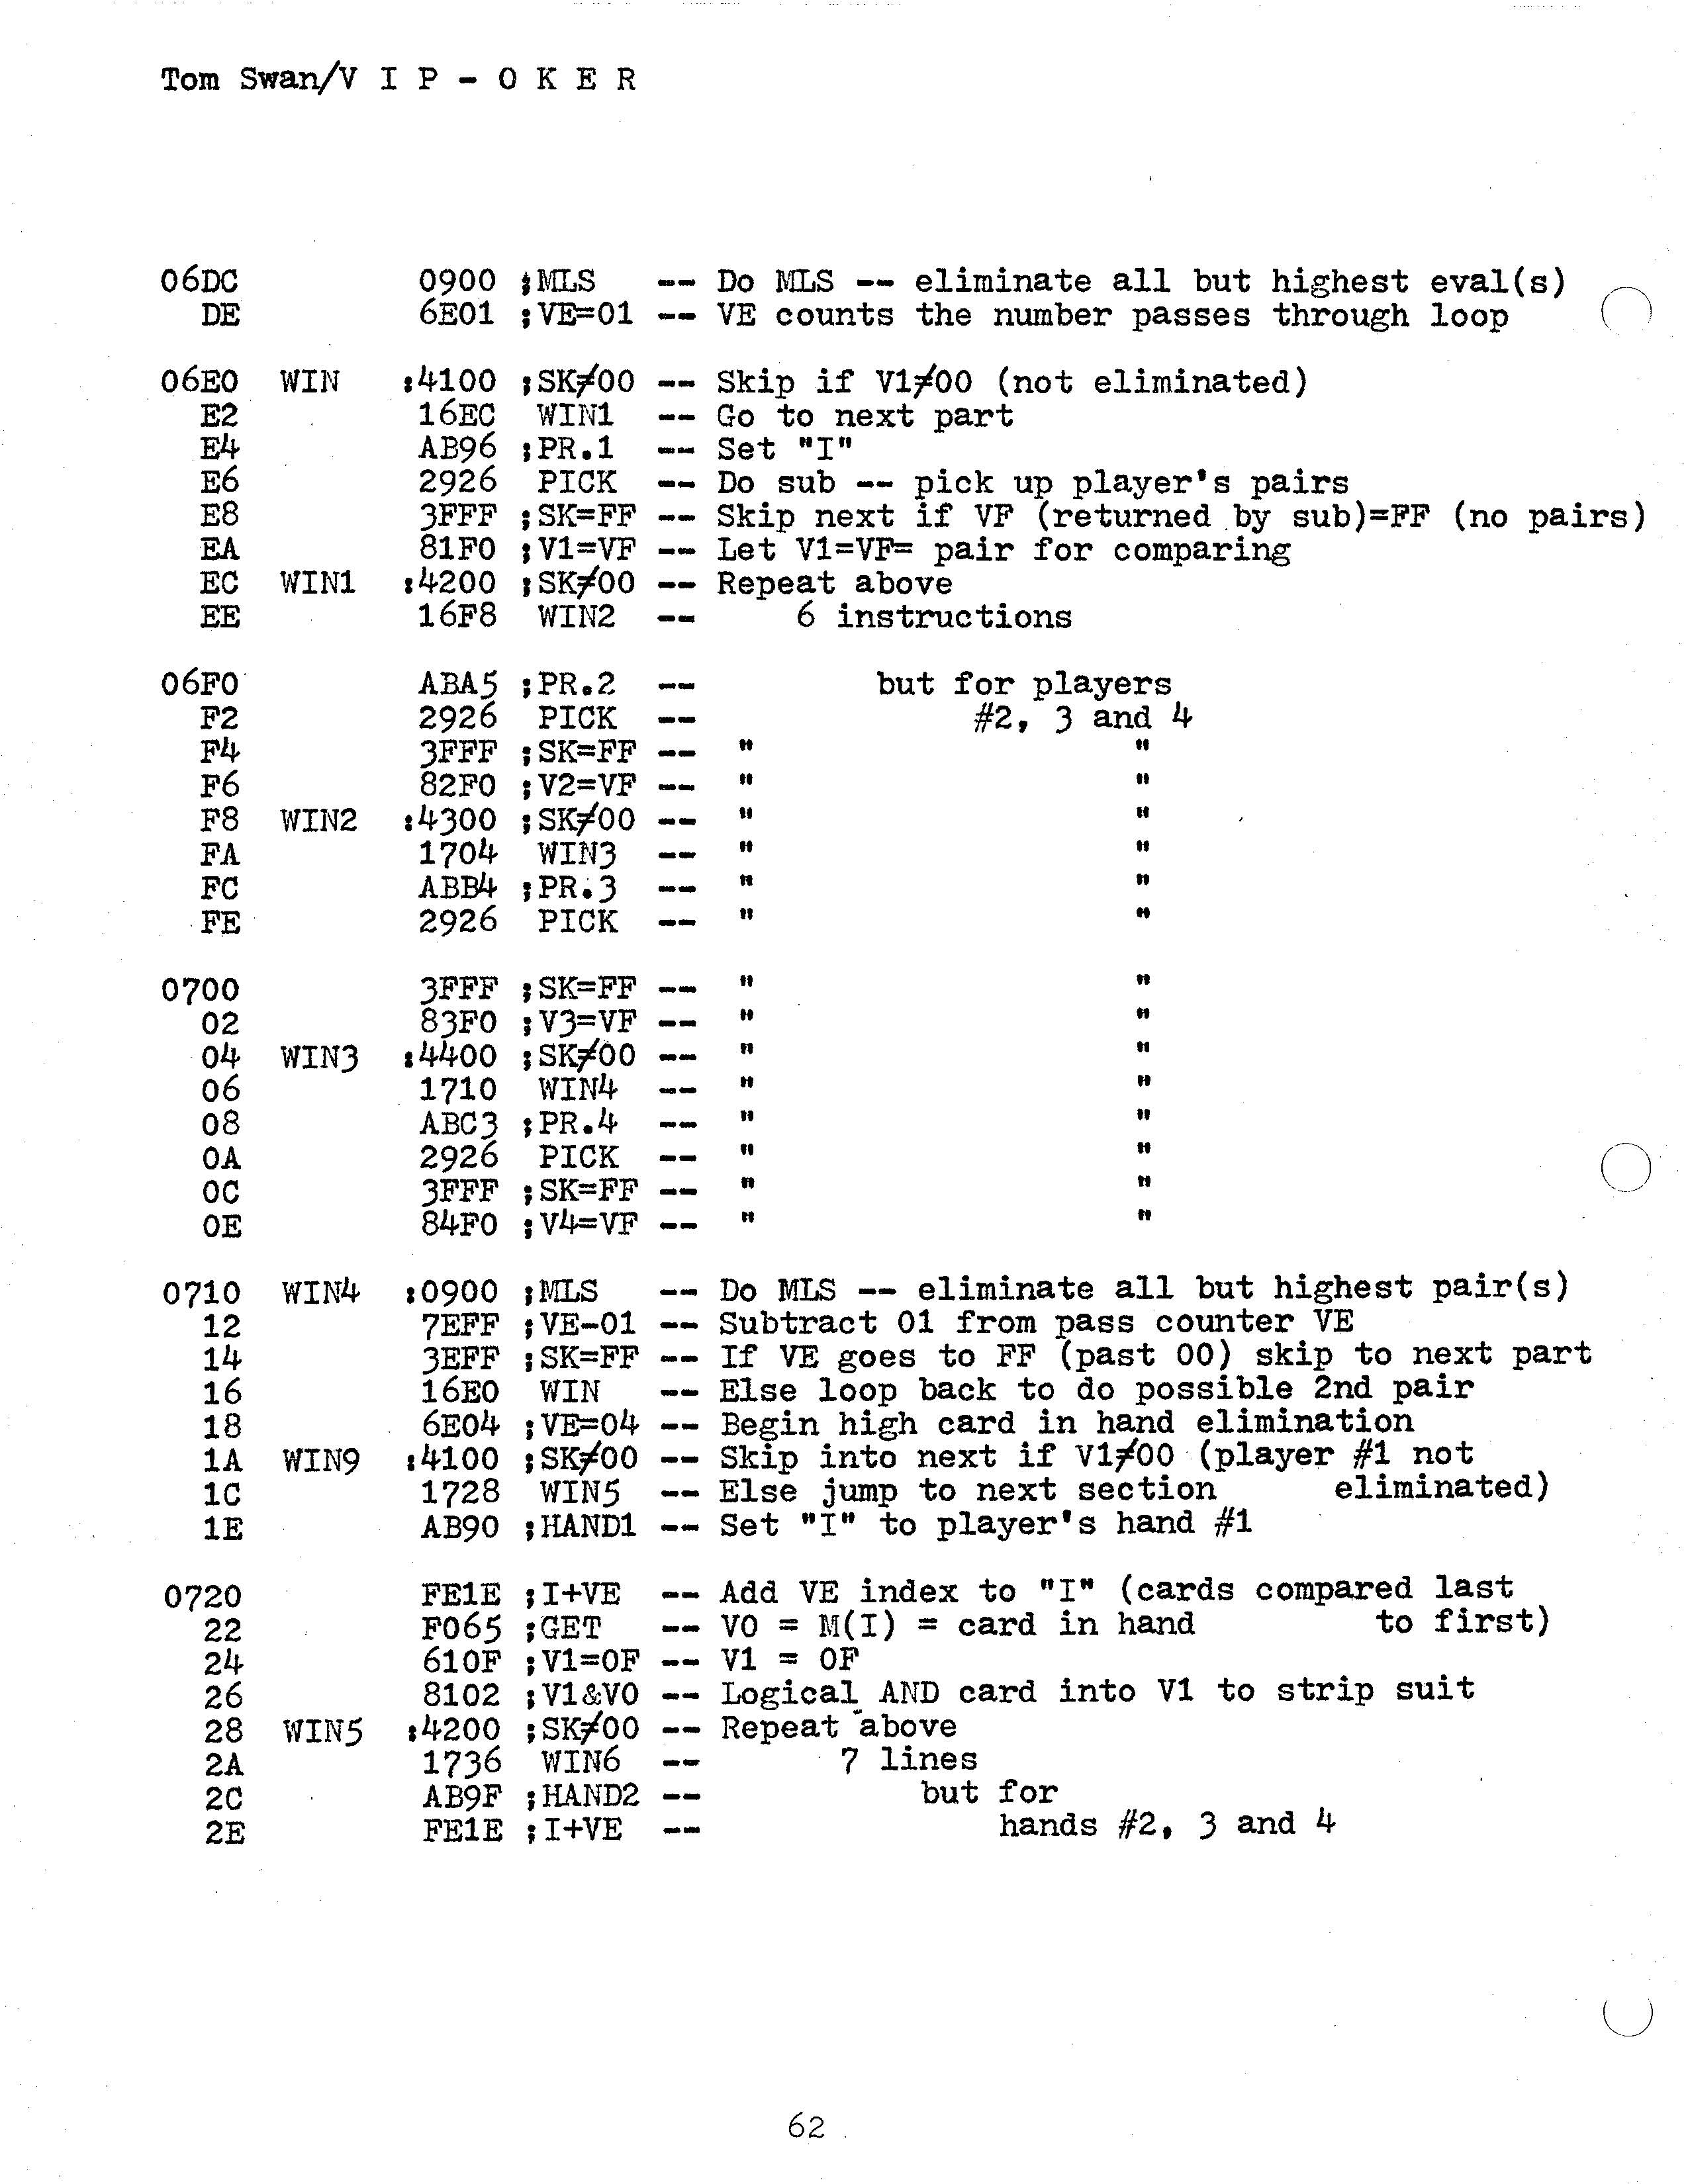 Tom Swan/V I P - O K E R
06DC 0900 ;MLS -- Do MLS -- eliminate all but highest eval(s)
DE 6E01 ;VE=01 -- VE counts the number passes through loop
06E0 WIN :4100 ;SK≠00 -- Skip if V1≠00 (not eliminated)
E2 16EC WIN1 -- Go to next part
E4 AB96 ;PR.1 -- Set "I"
E6 2926 PICK -- Do sub -- pick up player's pairs
E8 3FFF ;SK=FF -- Skip next if VF (returned by sub)=FF (no pairs)
EA 81F0 ;V1=VF -- Let V1=VF= pair for comparing
EC WIN1 :4200 ;SK≠00 -- Repeat above
EE 16F8 WIN2 -- 6 instructions
06F0 ABA5 ;PR.2 -- but for players
F2 2926 PICK -- #2, 3 and 4
F4 3FFF ;SK=FF -- " "
F6 82F0 ;V2=VF -- " "
F8 WIN2 :4300 ;SK≠00 -- " "
FA 1704 WIN3 -- " "
FC ABB4 ;PR.3 -- " "
FE 2926 PICK -- " "
0700 3FFF ;SK=FF -- " "
02 83F0 ;V3=VF -- " "
04 WIN3 :4400 ;SK≠00 -- " "
06 1710 WIN4 -- " "
08 ABC3 ;PR.4 -- " "
0A 2926 PICK -- " "
0C 3FFF ;SK=FF -- " "
0E 84F0 ;V4=VF -- " "
0710 WIN4 :0900 ;MLS -- Do MLS -- eliminate all but highest pair(s)
12 7EFF ;VE-01 -- Subtract 01 from pass counter VE
14 3EFF ;SK=FF -- If VE goes to FF (past 00) skip to next part
16 16E0 WIN -- Else loop back to do possible 2nd pair
18 6E04 ;VE=04 -- Begin high card in hand elimination
1A WIN9 :4100 ;SK≠00 -- Skip into next if V1≠00 (player #1 not
1C 1728 WIN5 -- Else jump to next section eliminated)
1E AB90 ;HAND1 -- Set "I" to player's hand #1
0720 FE1E ;I+VE -- Add VE index to "I" (cards compared last
22 F065 ;GET -- V0 = M(I) = card in hand to first)
24 610F ;V1=0F -- V1 = 0F
26 8102 ;V1&V0 -- Logical AND card into V1 to strip suit
28 WIN5 :4200 ;SK≠00 -- Repeat above
2A 1736 WIN6 -- 7 lines
2C AB9F ;HAND2 -- but for
2E FE1E ;I+VE -- hands #2, 3 and 4
62